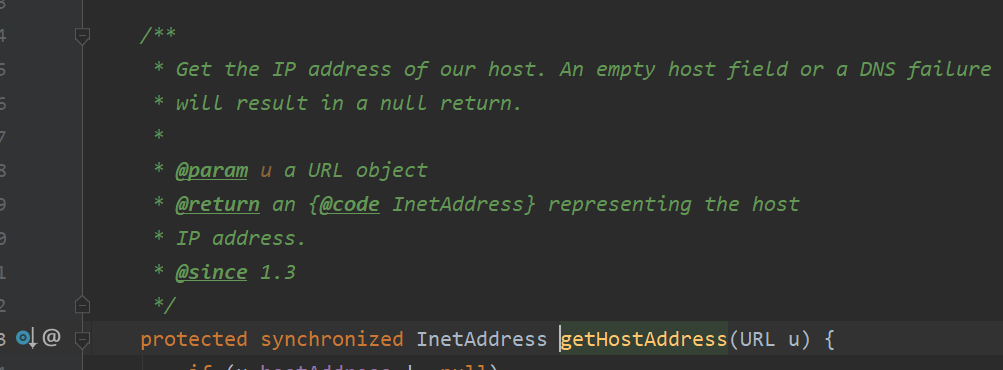 /**
* Get the IP address of our host. An empty host field or a DNS failure
* will result in a null return.
*
* @param u a URL object
* @return an {@code InetAddress} representing the host
* IP address.
* @since 1.3
*/
protected synchronized InetAddress getHostAddress(URL u) {